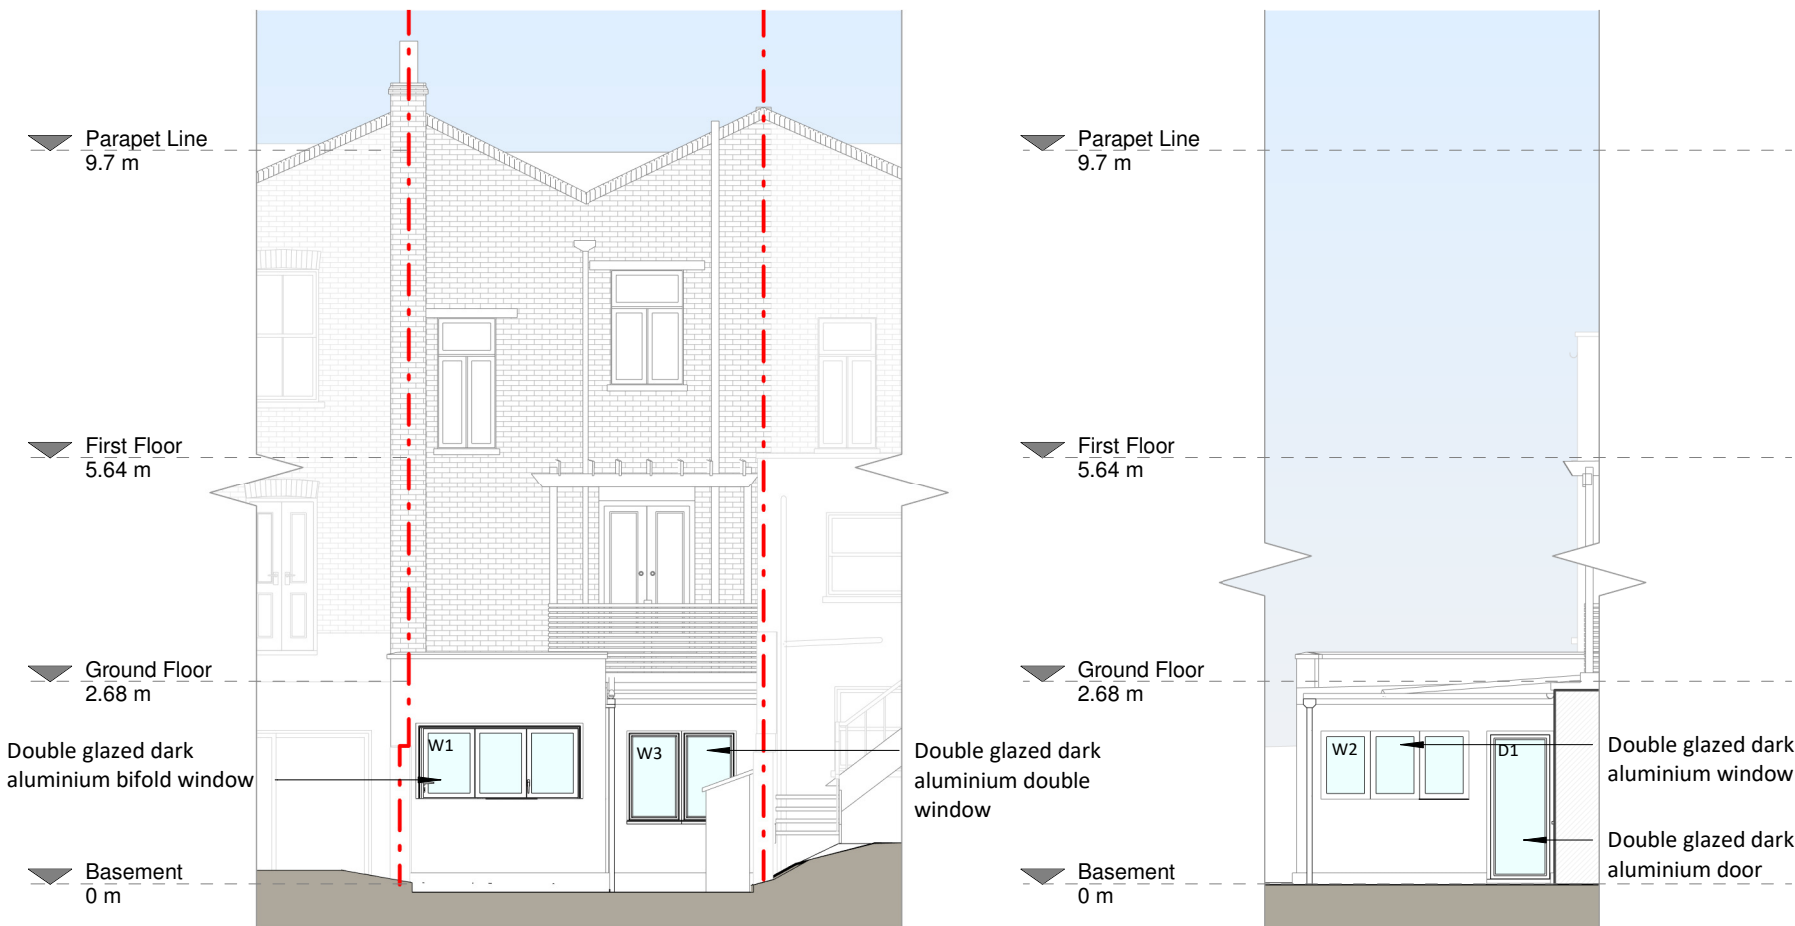 Parapet Line
9.7 m
First Floor
5.64 m
Ground Floor
2.68 m
Double glazed dark
aluminium bifold window
Basement
0 m
W1
W3
Double glazed dark
aluminium double
window
Parapet Line
9.7 m
First Floor
5.64 m
Ground Floor
2.68 m
Basement
0 m
W2
D1
Double glazed dark
aluminium window
Double glazed dark
aluminium door